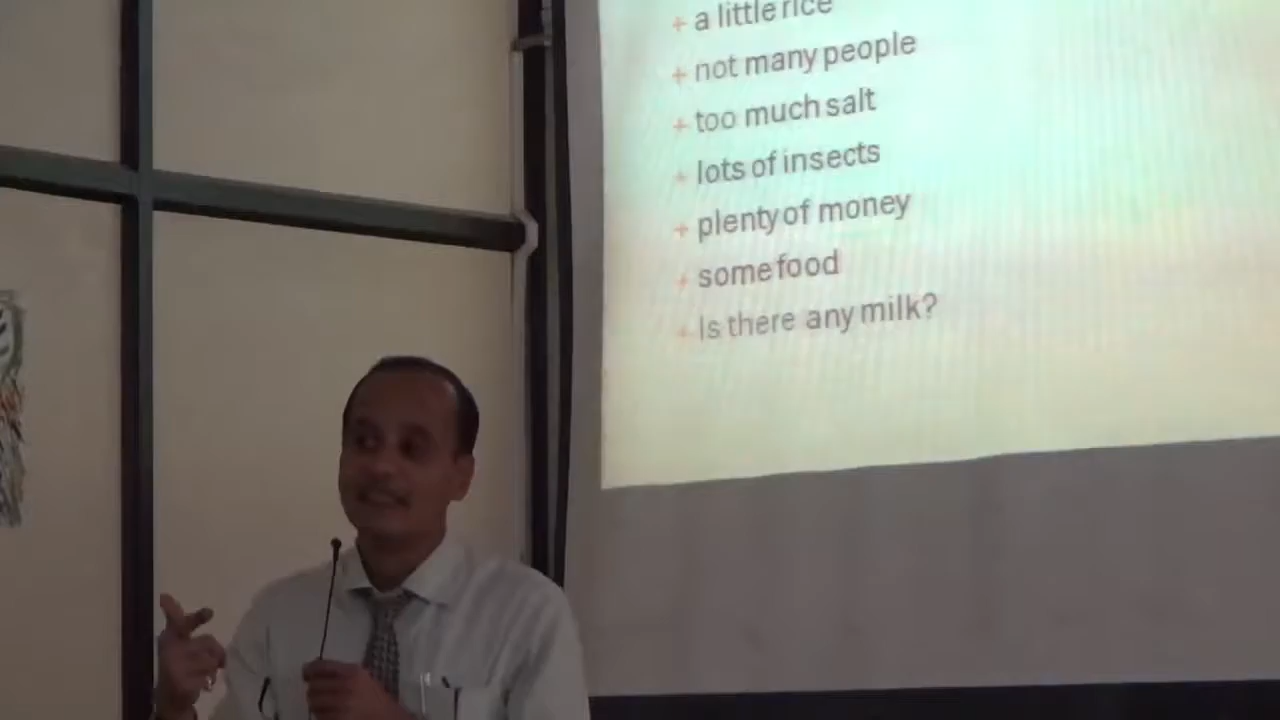 + a little rice
+ not many people
+ too much salt
+ lots of insects
+ plenty of money
+ some food
+ Is there any milk?